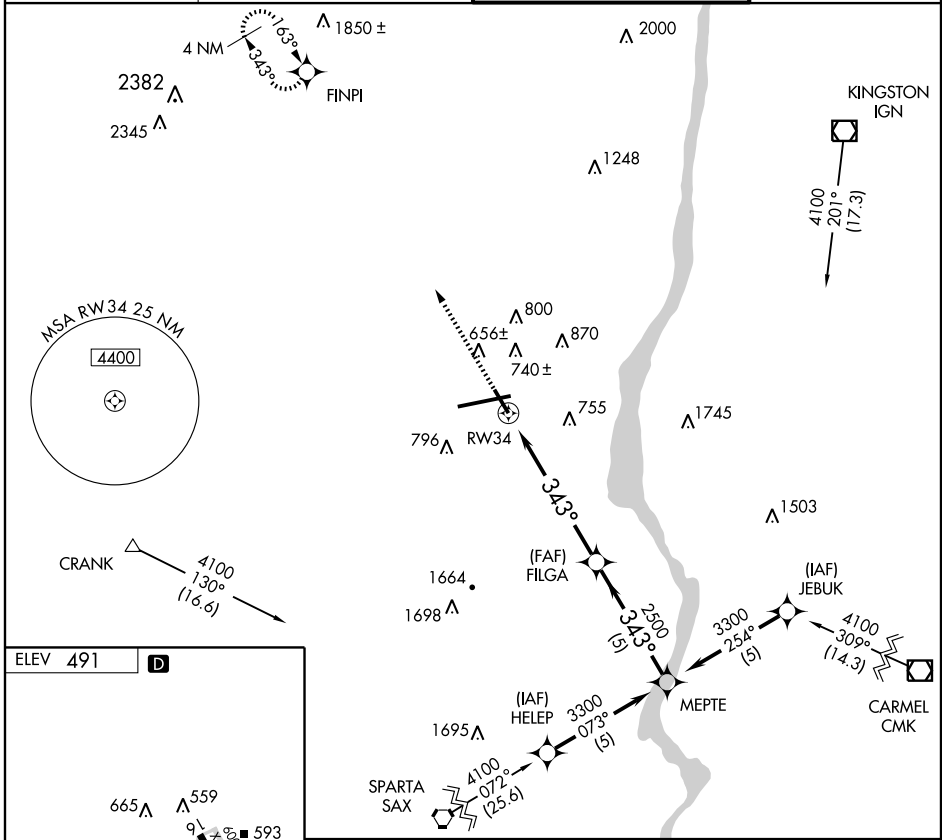 1850 ±
2000
4 NM
163°
343°
FINPI
2382
2345
KINGSTON
IGN
1248
4100
201°
(17.3)
MSA RW34 25 NM
4400
800
656±
870
740 ±
755
1745
RW34
796
343°
1503
CRANK
4100
130°
(16.6)
(FAF)
FILGA
1664
1698
2500
343°
(5)
(IAF)
JEBUK
3300
254°
(5)
4100
309°
(14.3)
ELEV 491 D
MEPTE
CARMEL
CMK
(IAF)
HELEP
3300
073°
(5)
1695
SPARTA
SAX
4100
072°
(25.6)
665
559
593
16